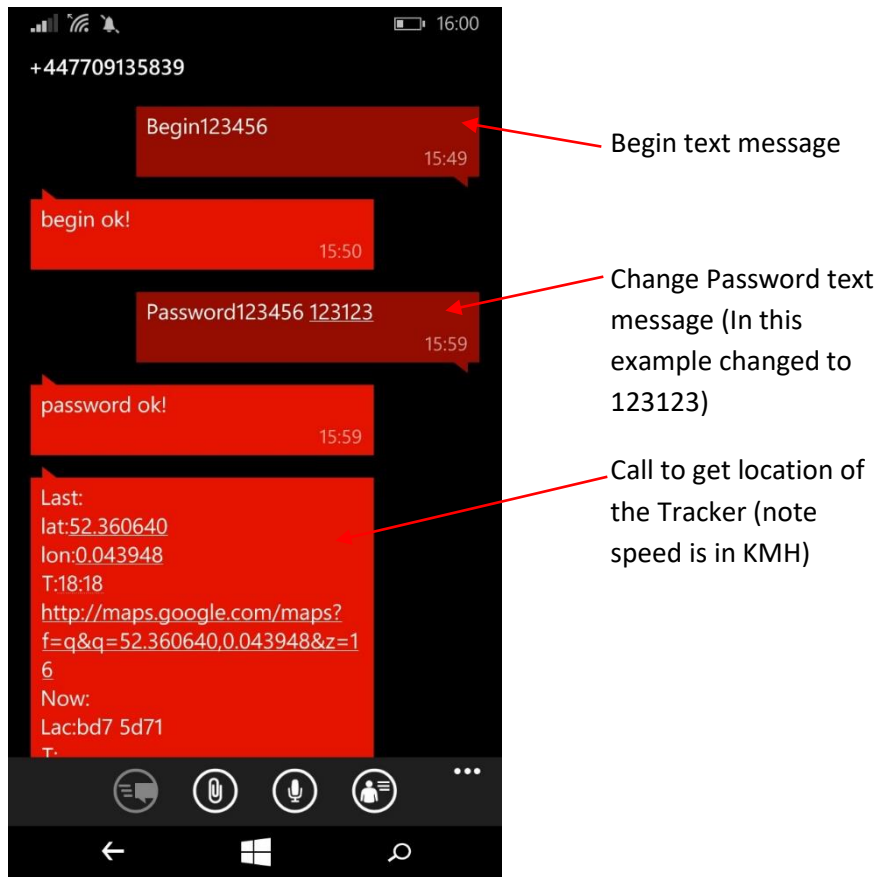 16:00
+447709135839
Begin123456
15:49
Begin text message
begin ok!
15:50
Password123456 123123
15:59
Change Password text
message (In this
example changed to
123123)
password ok!
15:59
Last:
lat:52.360640
lon:0.043948
T:18:18
http://maps.google.com/maps?
f=q&q=52.360640,0.043948&z=1
6
Now:
Lac:bd7 5d71
T:
Call to get location of
the Tracker (note
speed is in KMH)